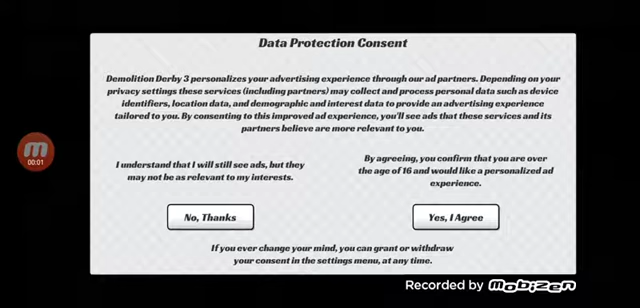 Data Protection Consent
Demolition Derby 3 personalizes your advertising experience through our ad partners. Depending on your
privacy settings these services (including partners) may collect and process personal data such as device
identifiers, location data, and demographic and interest data to provide an advertising experience
tailored to you. By consenting to this improved ad experience, you'll see ads that these services and its
partners believe are more relevant to you.
00:01
I understand that I will still see ads, but they
may not be as relevant to my interests.
By agreeing, you confirm that you are over
the age of 16 and would like a personalized ad
experience.
No, Thanks
Yes, I Agree
If you ever change your mind, you can grant or withdraw
your consent in the settings menu, at any time.
Recorded by Mobizen